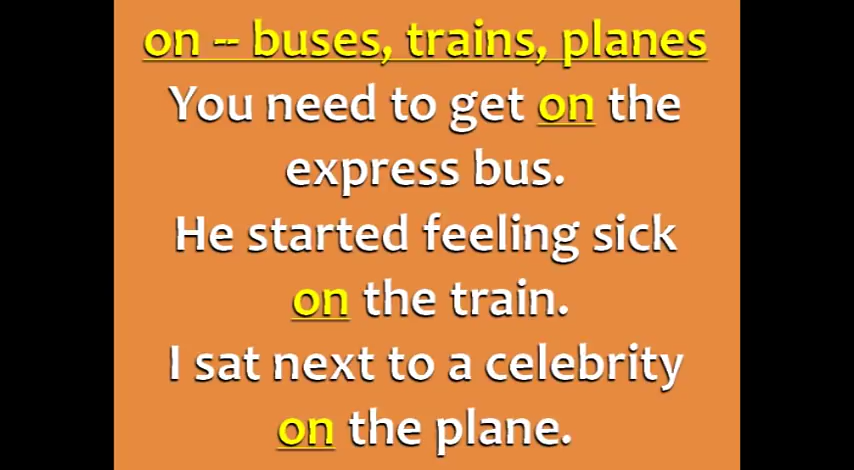 on -- buses, trains, planes
You need to get on the
express bus.
He started feeling sick
on the train.
I sat next to a celebrity
on the plane.